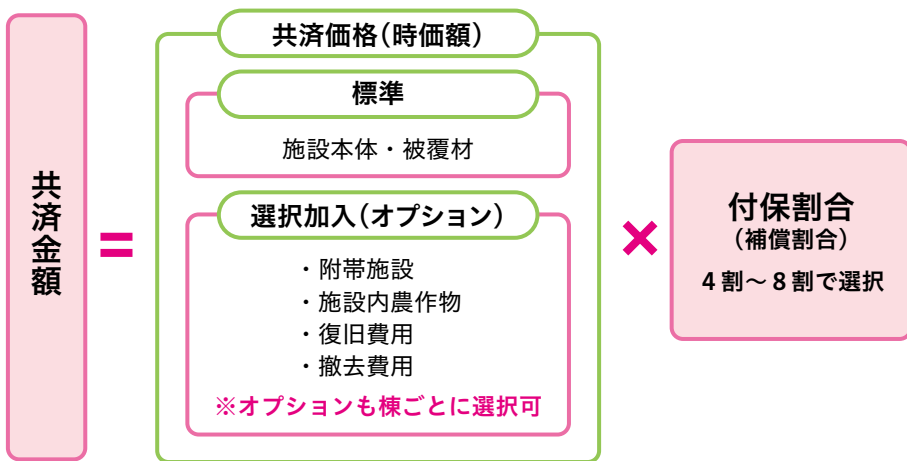 共済金額
=
共済価格（時価額）
標準
施設本体・被覆材
選択加入（オプション）
・附帯施設
・施設内農作物
・復旧費用
・撤去費用
※オプションも棟ごとに選択可
×
付保割合
（補償割合）
4割～8割で選択